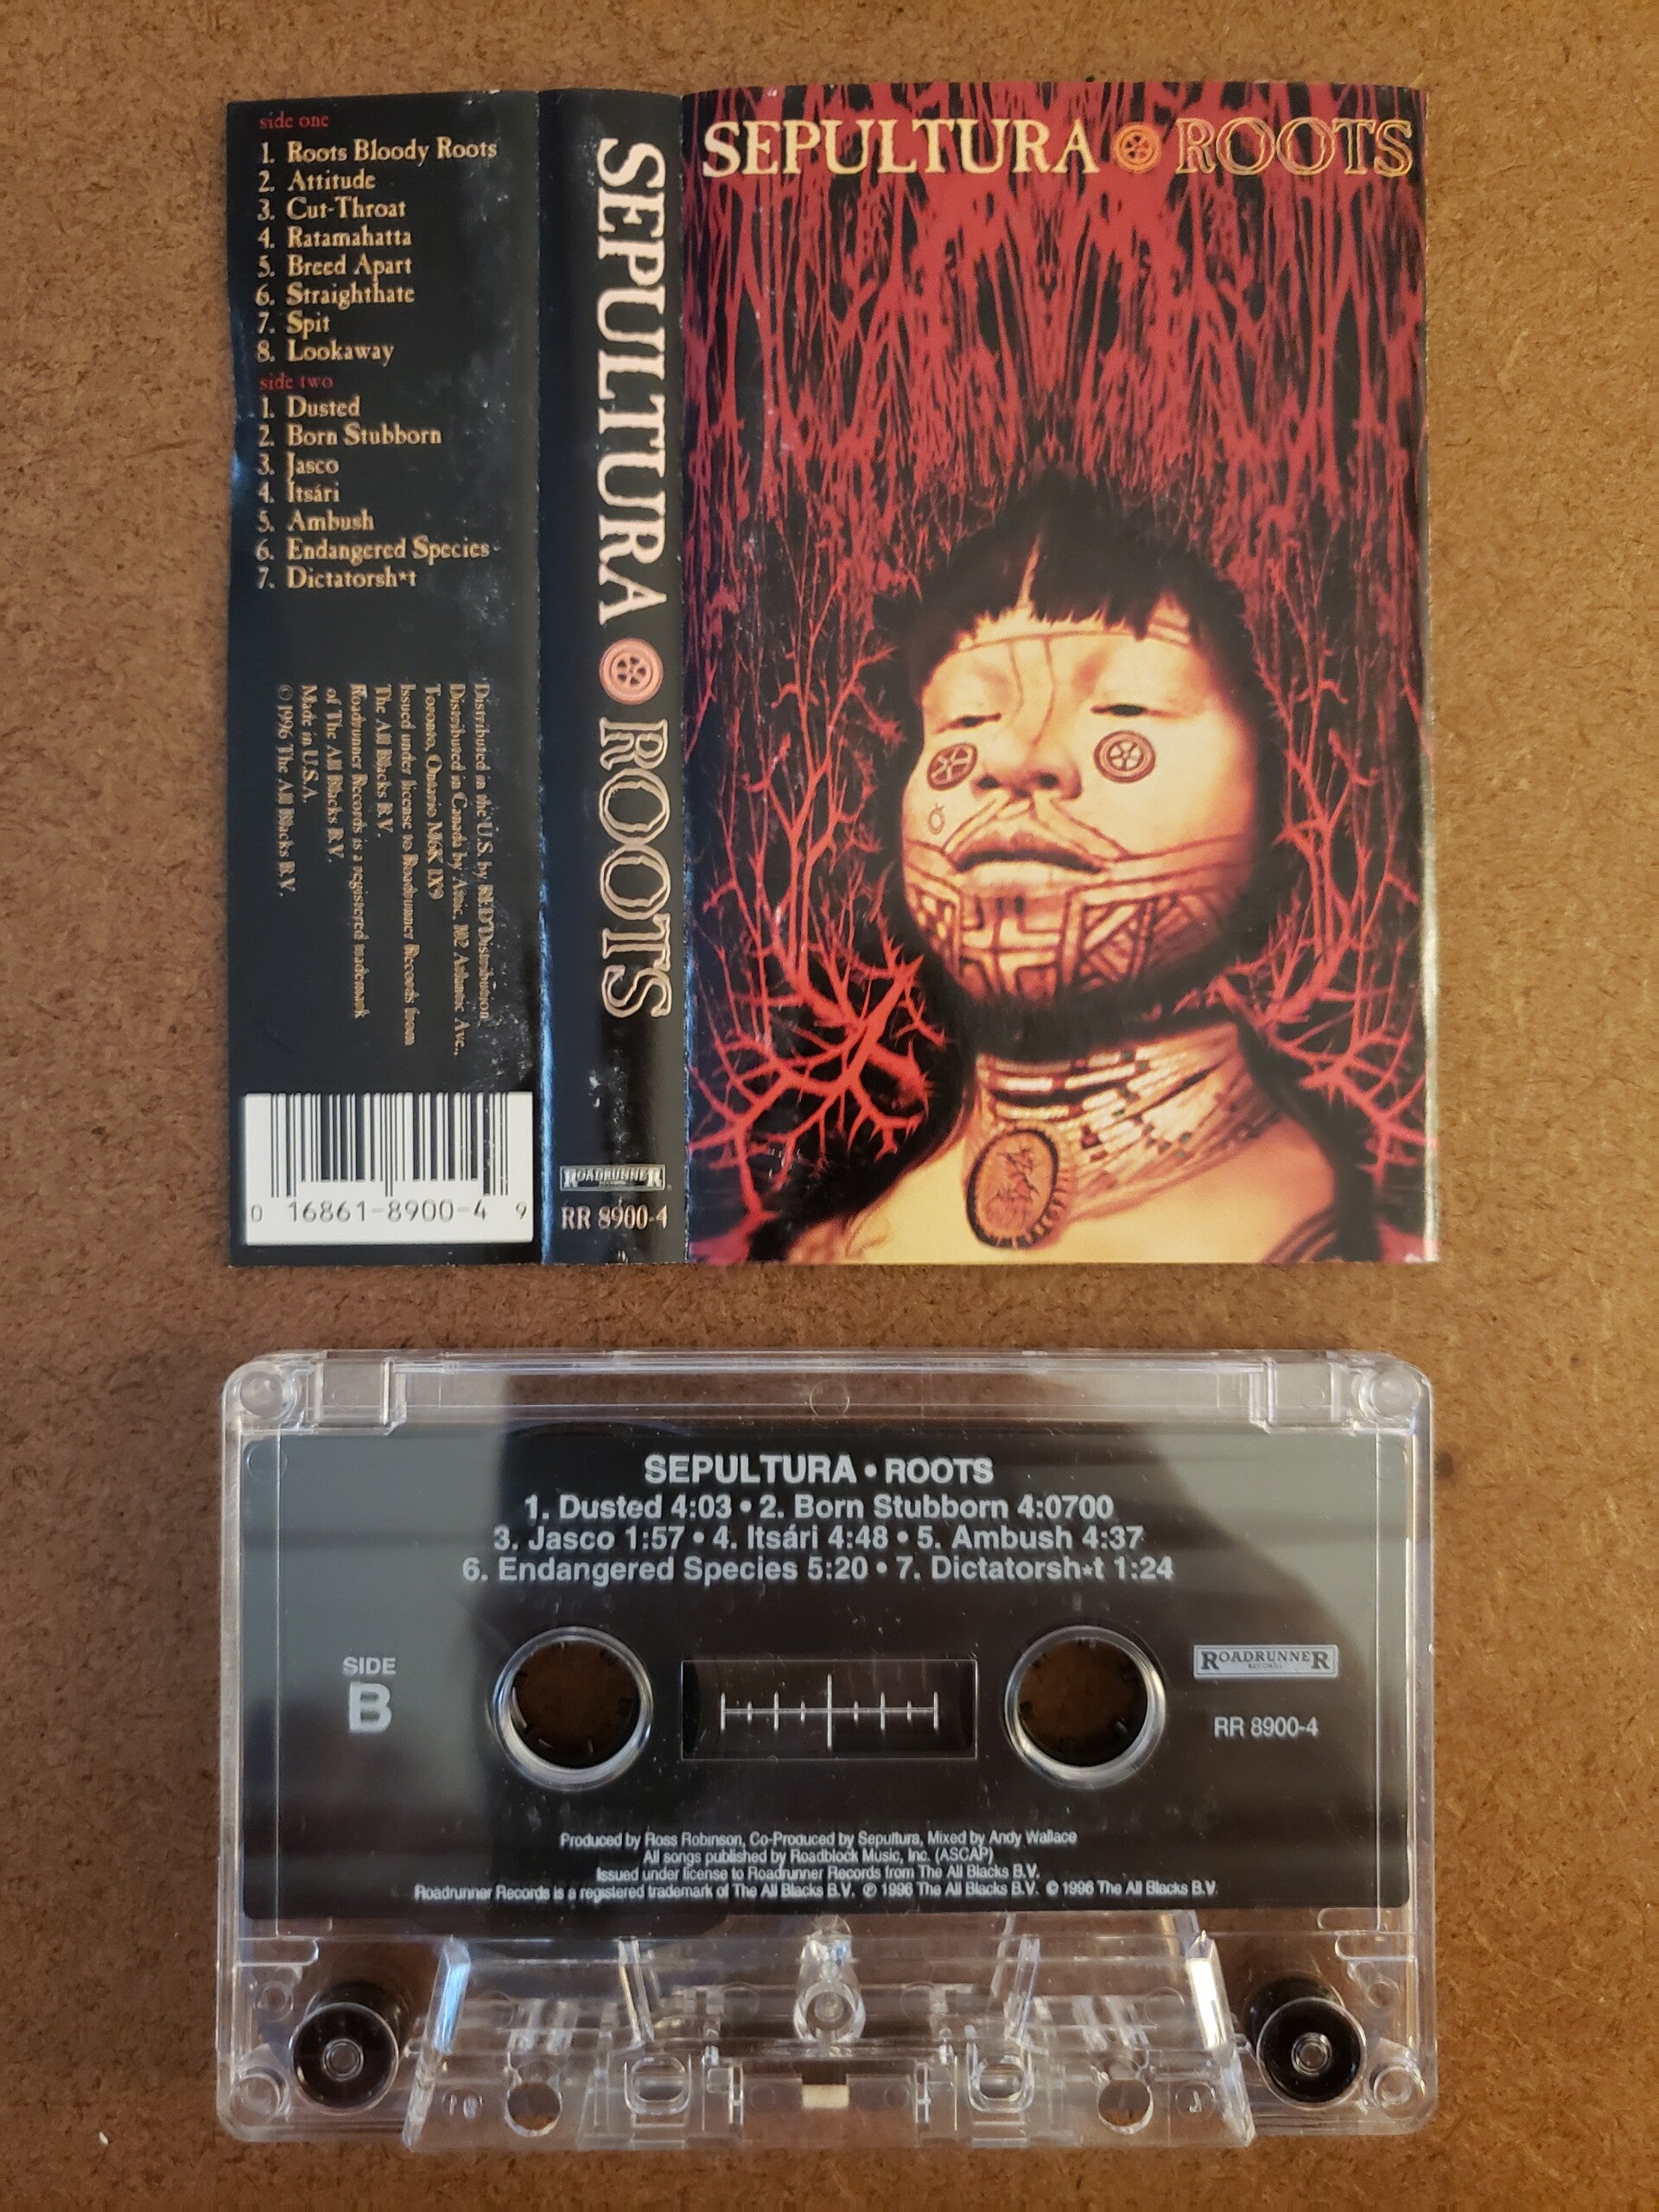 side one
1. Roots Bloody Roots
2. Attitude
3. Cut-Throat
4. Ratamahatta
5. Breed Apart
6. Straighthate
7. Spit
8. Lookaway
side two
1. Dusted
2. Born Stubborn
3. Jasco
4. Itsári
5. Ambush
6. Endangered Species
7. Dictatorsh*t
Distributed in the U.S. by RED Distribution.
Distributed in Canada by Attic, 102 Atlantic Ave.,
Toronto, Ontario M6K 1X9
Issued under license to Roadrunner Records from
The All Blacks B.V.
Roadrunner Records is a registered trademark
of The All Blacks B.V.
Made in U.S.A.
© 1996 The All Blacks B.V.
0 16861-8900-4 9
SEPULTURA ROOTS
ROADRUNNER
RECORDS
RR 8900-4
SEPULTURA ROOTS
SEPULTURA • ROOTS
1. Dusted 4:03 • 2. Born Stubborn 4:0700
3. Jasco 1:57 • 4. Itsári 4:48 • 5. Ambush 4:37
6. Endangered Species 5:20 • 7. Dictatorsh*t 1:24
SIDE
B
ROADRUNNER
RECORDS
RR 8900-4
Produced by Ross Robinson, Co-Produced by Sepultura, Mixed by Andy Wallace
All songs published by Roadblock Music, Inc. (ASCAP)
Issued under license to Roadrunner Records from The All Blacks B.V.
Roadrunner Records is a registered trademark of The All Blacks B.V. ℗ 1996 The All Blacks B.V. © 1996 The All Blacks B.V.